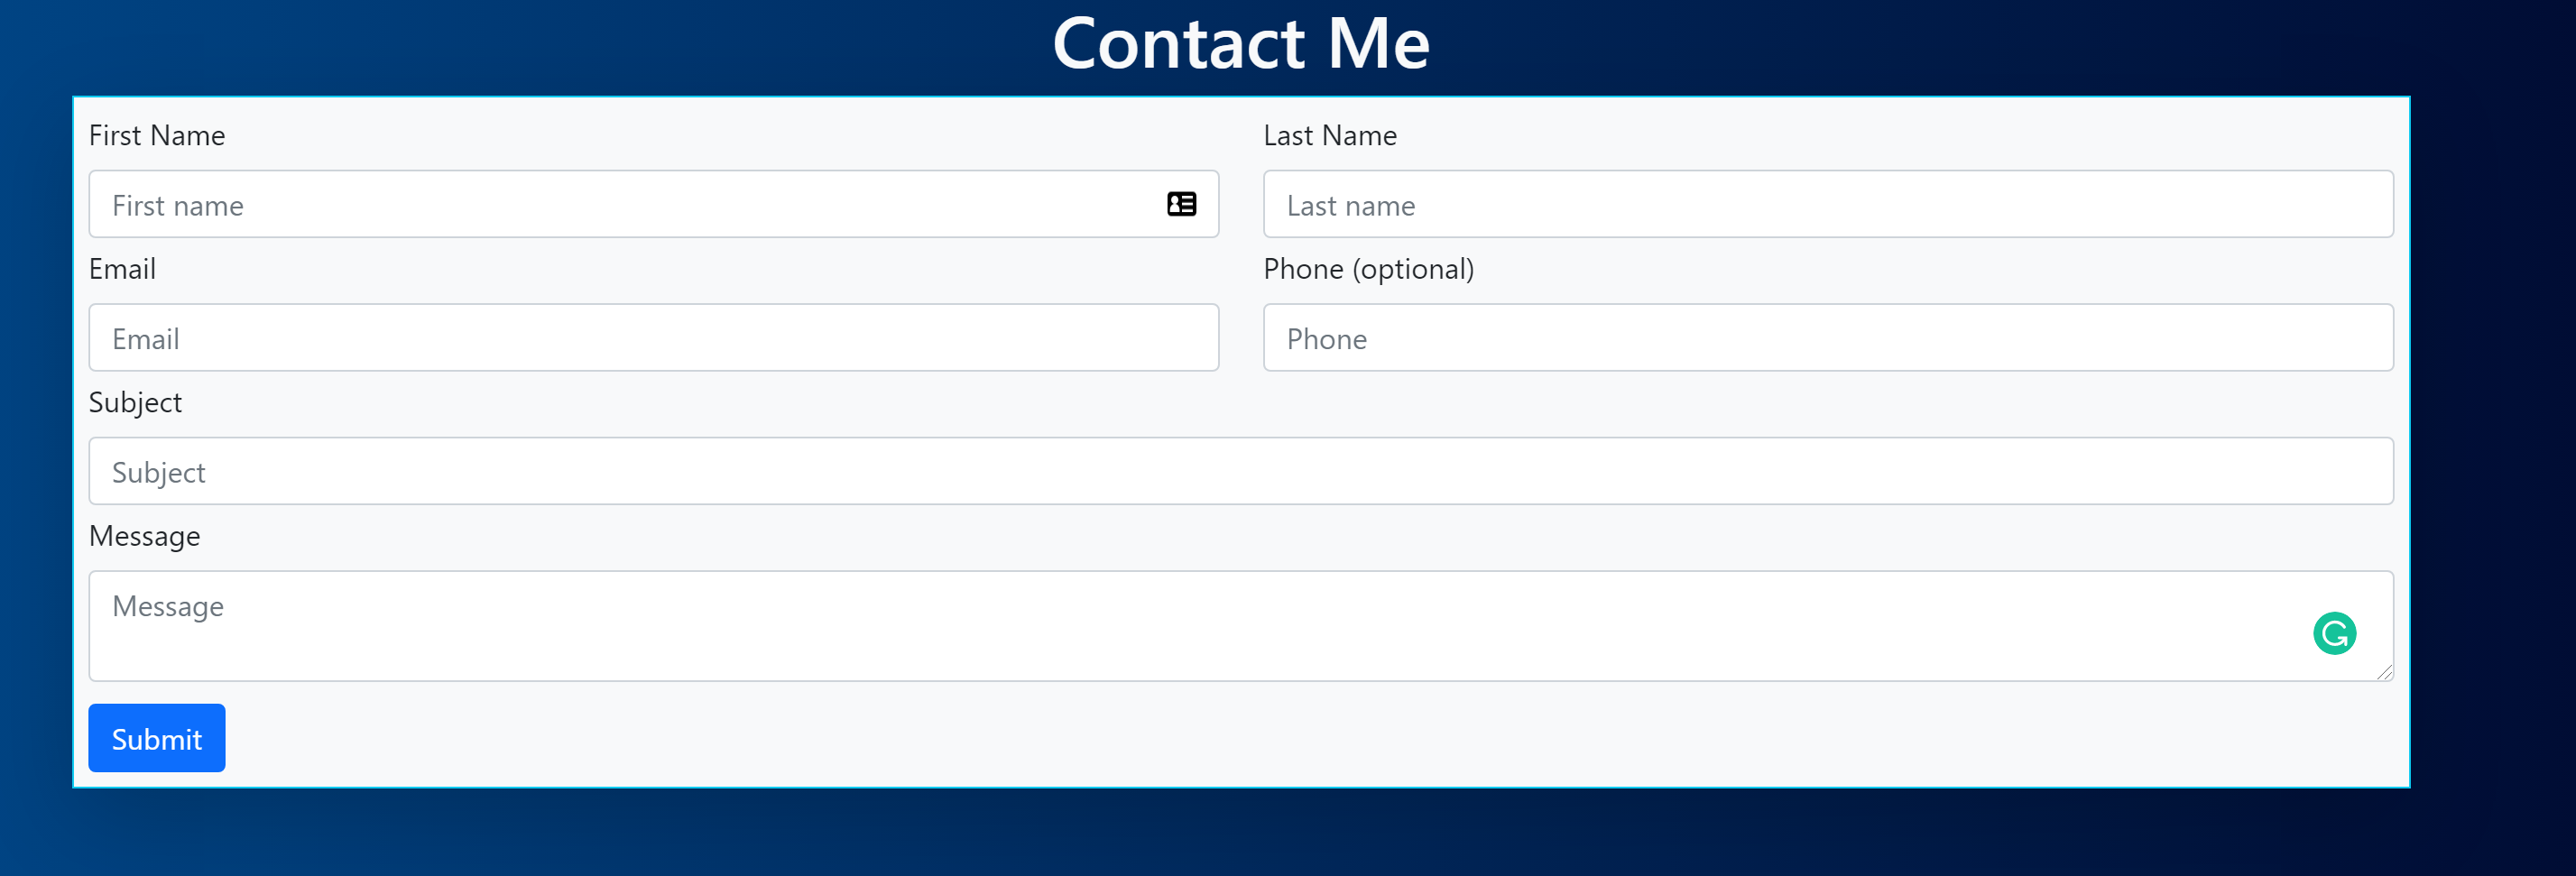 Contact Me
First Name
Last Name
First name
Last name
Email
Phone (optional)
Email
Phone
Subject
Subject
Message
Message
Submit